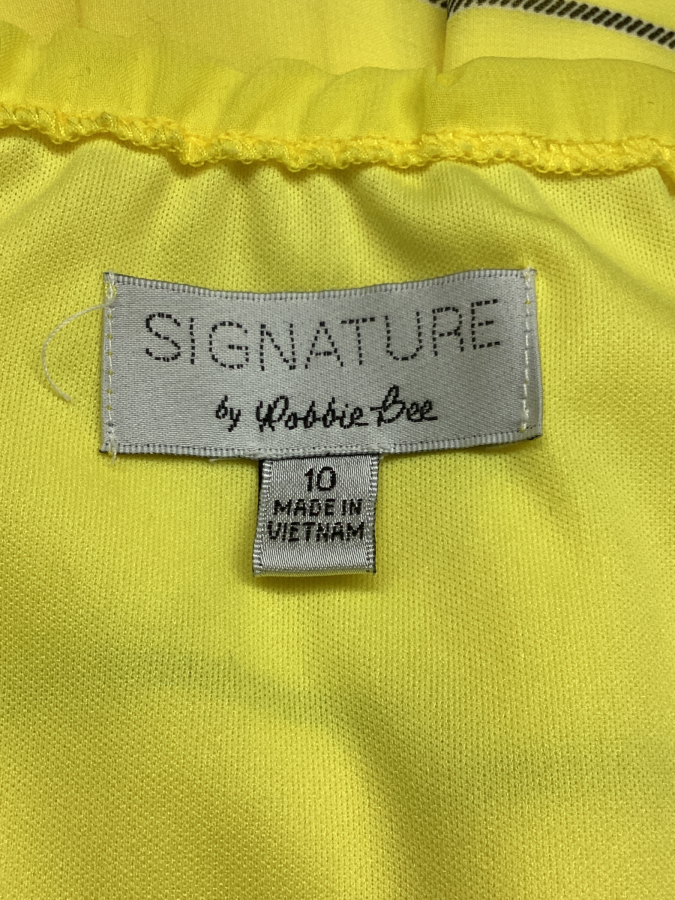 SIGNATURE
by Robbie Bee
10
MADE IN
VIETNAM